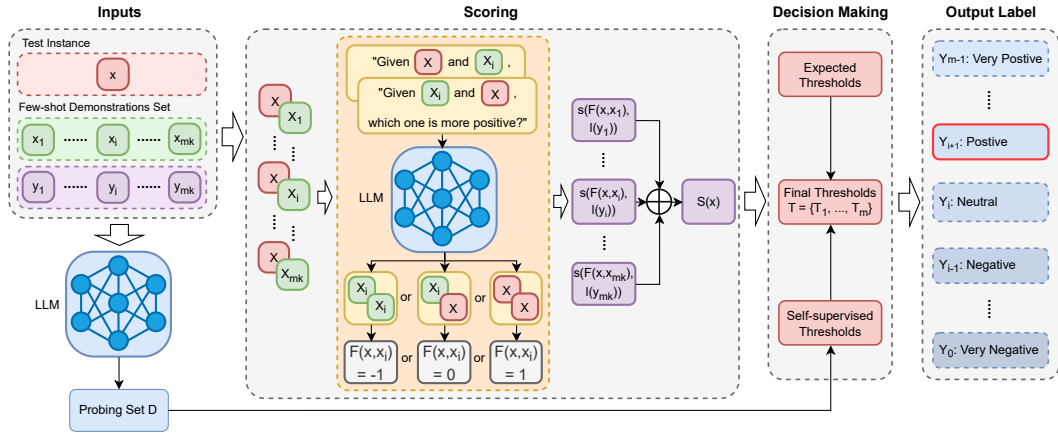 Inputs
Scoring
Decision Making
Output Label
Test Instance
x
Few-shot Demonstrations Set
x1 ...... xi ...... xmk
y1 ...... yi ...... ymk
LLM
Probing Set D
X
X1
X
Xi
X
Xmk
"Given X and Xi ,
"Given Xi and X ,
which one is more positive?"
LLM
Xi Xi or Xi X or X X
F(x,xi) = -1 or F(x,xi) = 0 or F(x,xi) = 1
s(F(x,x1),
l(y1))
s(F(x,xi),
l(yi))
s(F(x,xmk),
l(ymk))
S(x)
Expected
Thresholds
Final Thresholds
T = {T1, ..., Tm}
Self-supervised
Thresholds
Ym-1: Very Postive
Yi+1: Postive
Yi: Neutral
Yi-1: Negative
Y0: Very Negative